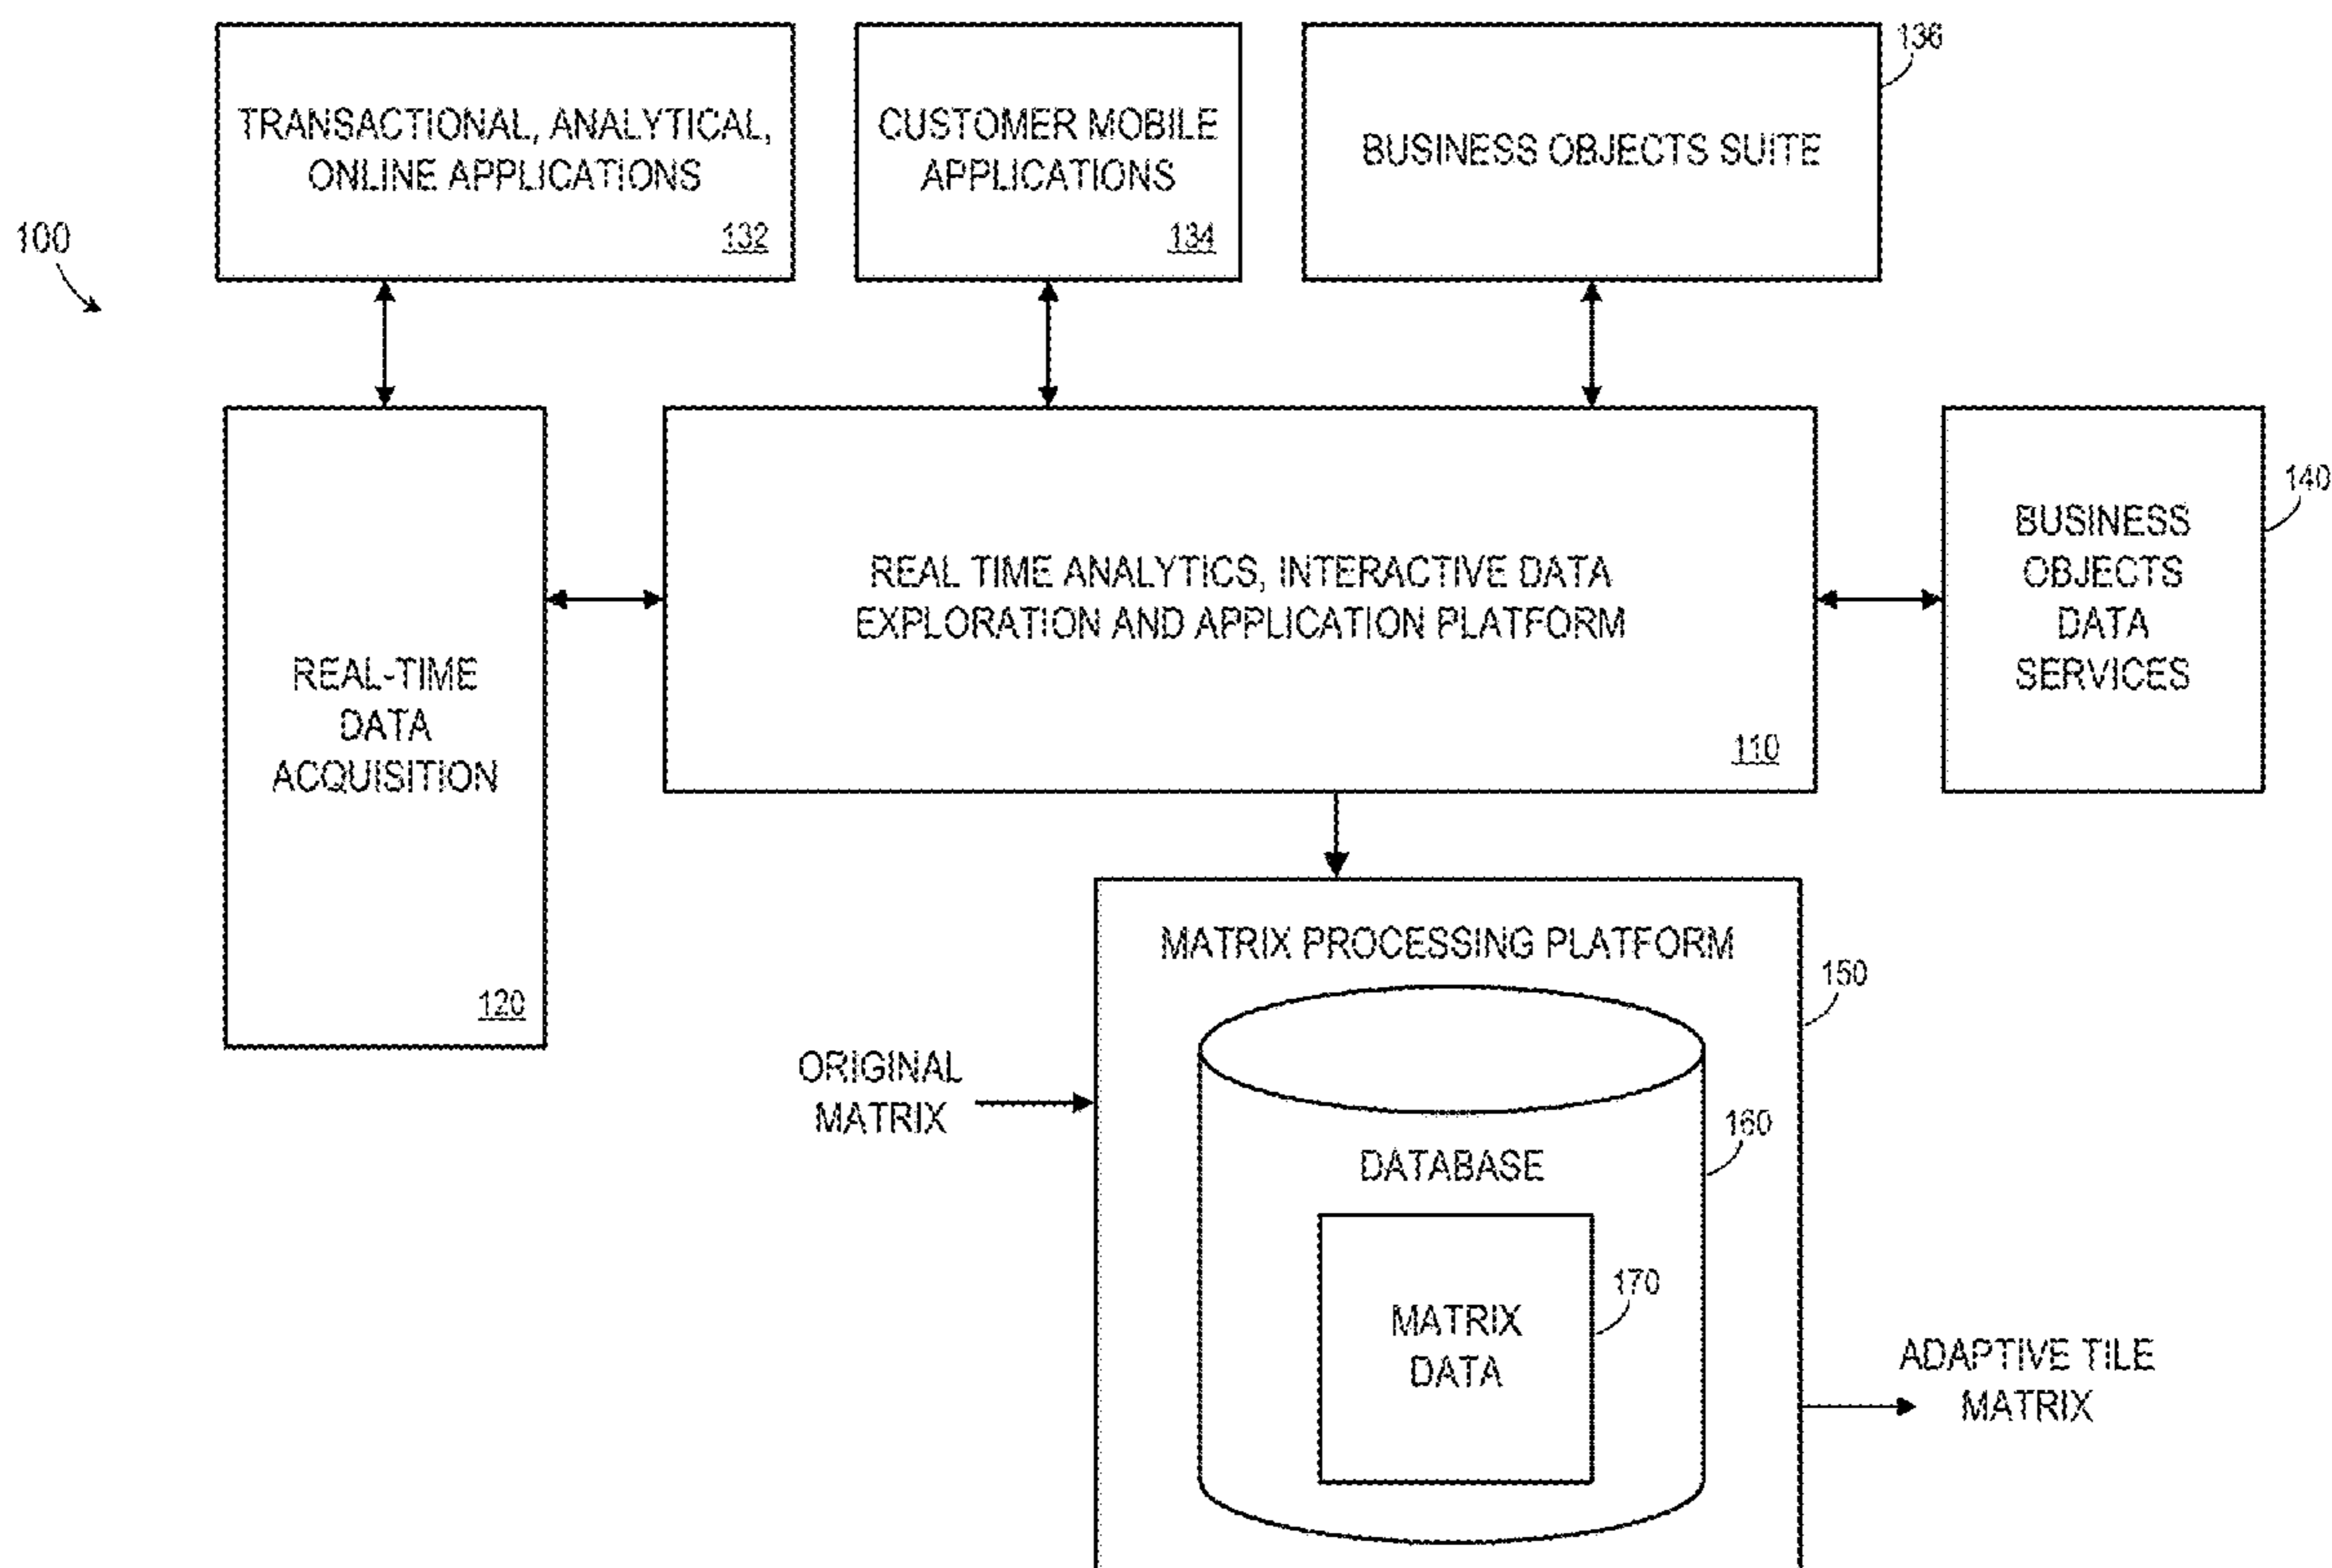 136
TRANSACTIONAL, ANALYTICAL,
ONLINE APPLICATIONS
132
CUSTOMER MOBILE
APPLICATIONS
134
BUSINESS OBJECTS SUITE
100
REAL-TIME
DATA
ACQUISITION
120
REAL TIME ANALYTICS, INTERACTIVE DATA
EXPLORATION AND APPLICATION PLATFORM
110
BUSINESS
OBJECTS
DATA
SERVICES
140
MATRIX PROCESSING PLATFORM
150
ORIGINAL
MATRIX
DATABASE
160
MATRIX
DATA
170
ADAPTIVE TILE
MATRIX